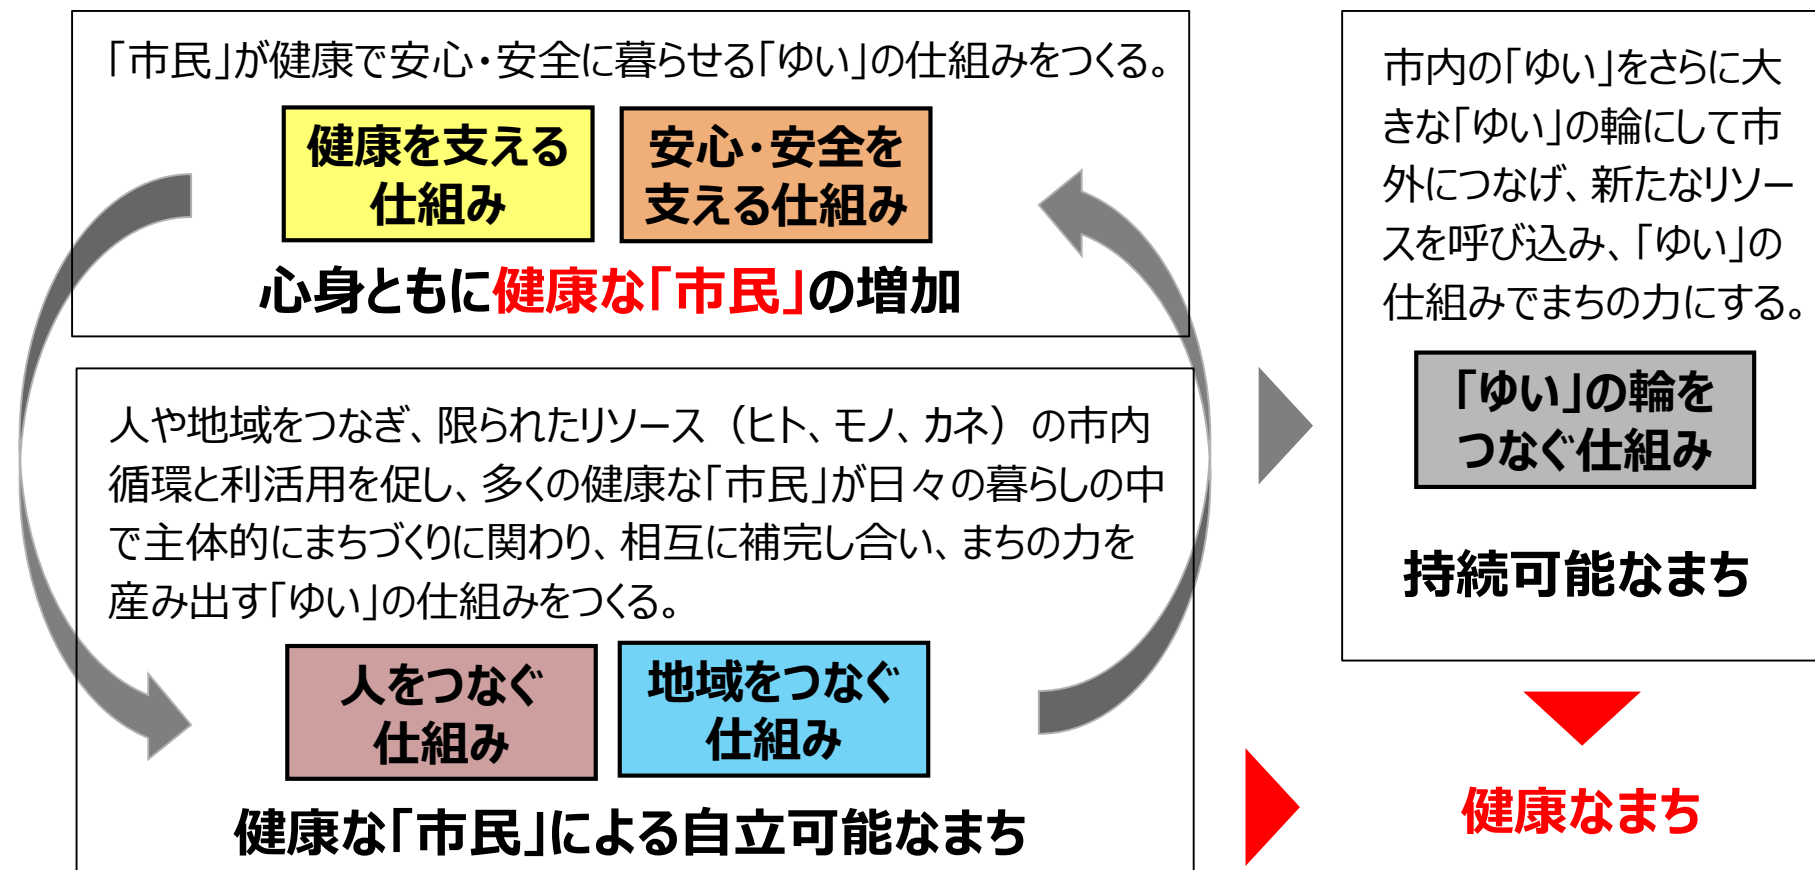 「市民」が健康で安心・安全に暮らせる「ゆい」の仕組みをつくる。
健康を支える
仕組み
安心・安全を
支える仕組み
心身ともに健康な「市民」の増加
人や地域をつなぎ、限られたリソース（ヒト、モノ、カネ）の市内
循環と利活用を促し、多くの健康な「市民」が日々の暮らしの中
で主体的にまちづくりに関わり、相互に補完し合い、まちの力を
産み出す「ゆい」の仕組みをつくる。
人をつなぐ
仕組み
地域をつなぐ
仕組み
健康な「市民」による自立可能なまち
市内の「ゆい」をさらに大
きな「ゆい」の輪にして市
外につなげ、新たなリソー
スを呼び込み、「ゆい」の
仕組みでまちの力にする。
「ゆい」の輪を
つなぐ仕組み
持続可能なまち
健康なまち